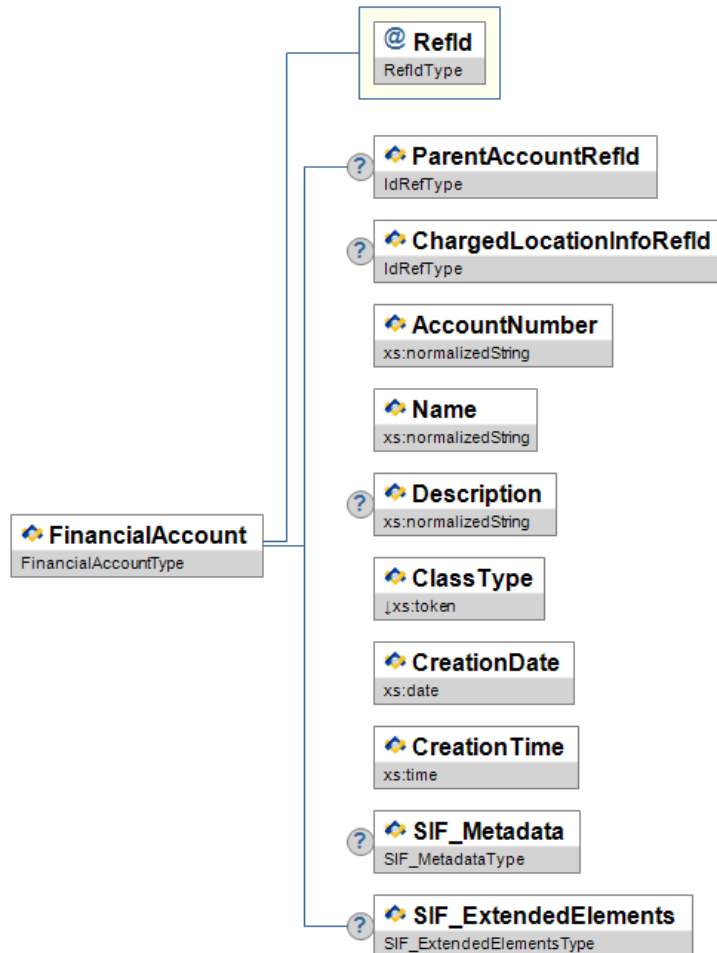 @ RefId
RefIdType
? ParentAccountRefId
IdRefType
? ChargedLocationInfoRefId
IdRefType
AccountNumber
xs:normalizedString
Name
xs:normalizedString
? Description
xs:normalizedString
FinancialAccount
FinancialAccountType
ClassType
↓xs:token
CreationDate
xs:date
CreationTime
xs:time
? SIF_Metadata
SIF_MetadataType
? SIF_ExtendedElements
SIF_ExtendedElementsType